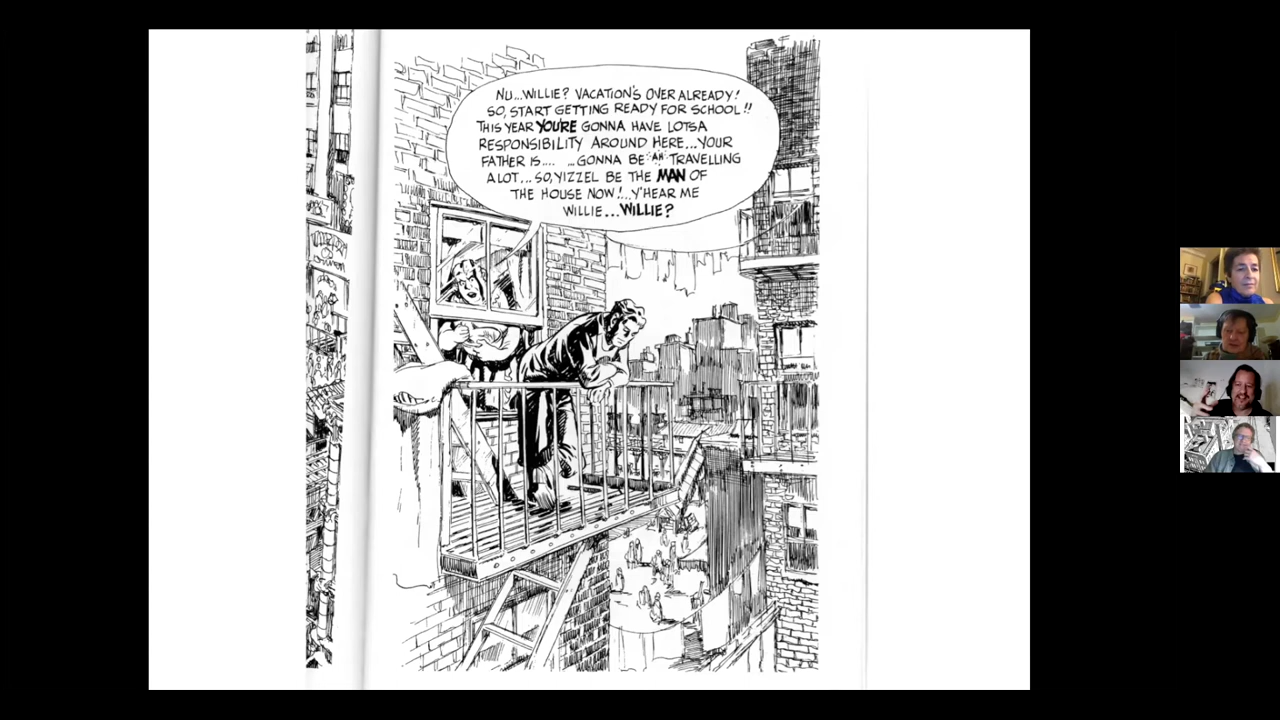 NU...WILLIE? VACATION'S OVER ALREADY!
SO, START GETTING READY FOR SCHOOL!!
THIS YEAR YOU'RE GONNA HAVE LOTSA
RESPONSIBILITY AROUND HERE...YOUR
FATHER IS.... ...GONNA BE AH TRAVELLING
A LOT...SO, YIZZEL BE THE MAN OF
THE HOUSE NOW!...Y'HEAR ME
WILLIE...WILLIE?